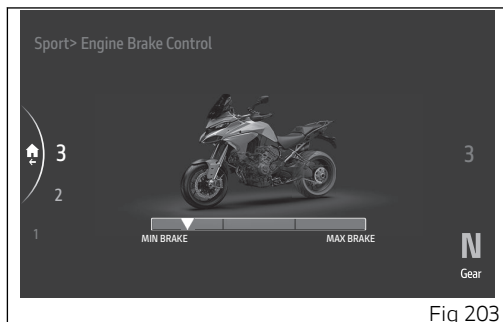 Sport> Engine Brake Control
3
3
2
1
MIN BRAKE
MAX BRAKE
N
Gear
Fig 203